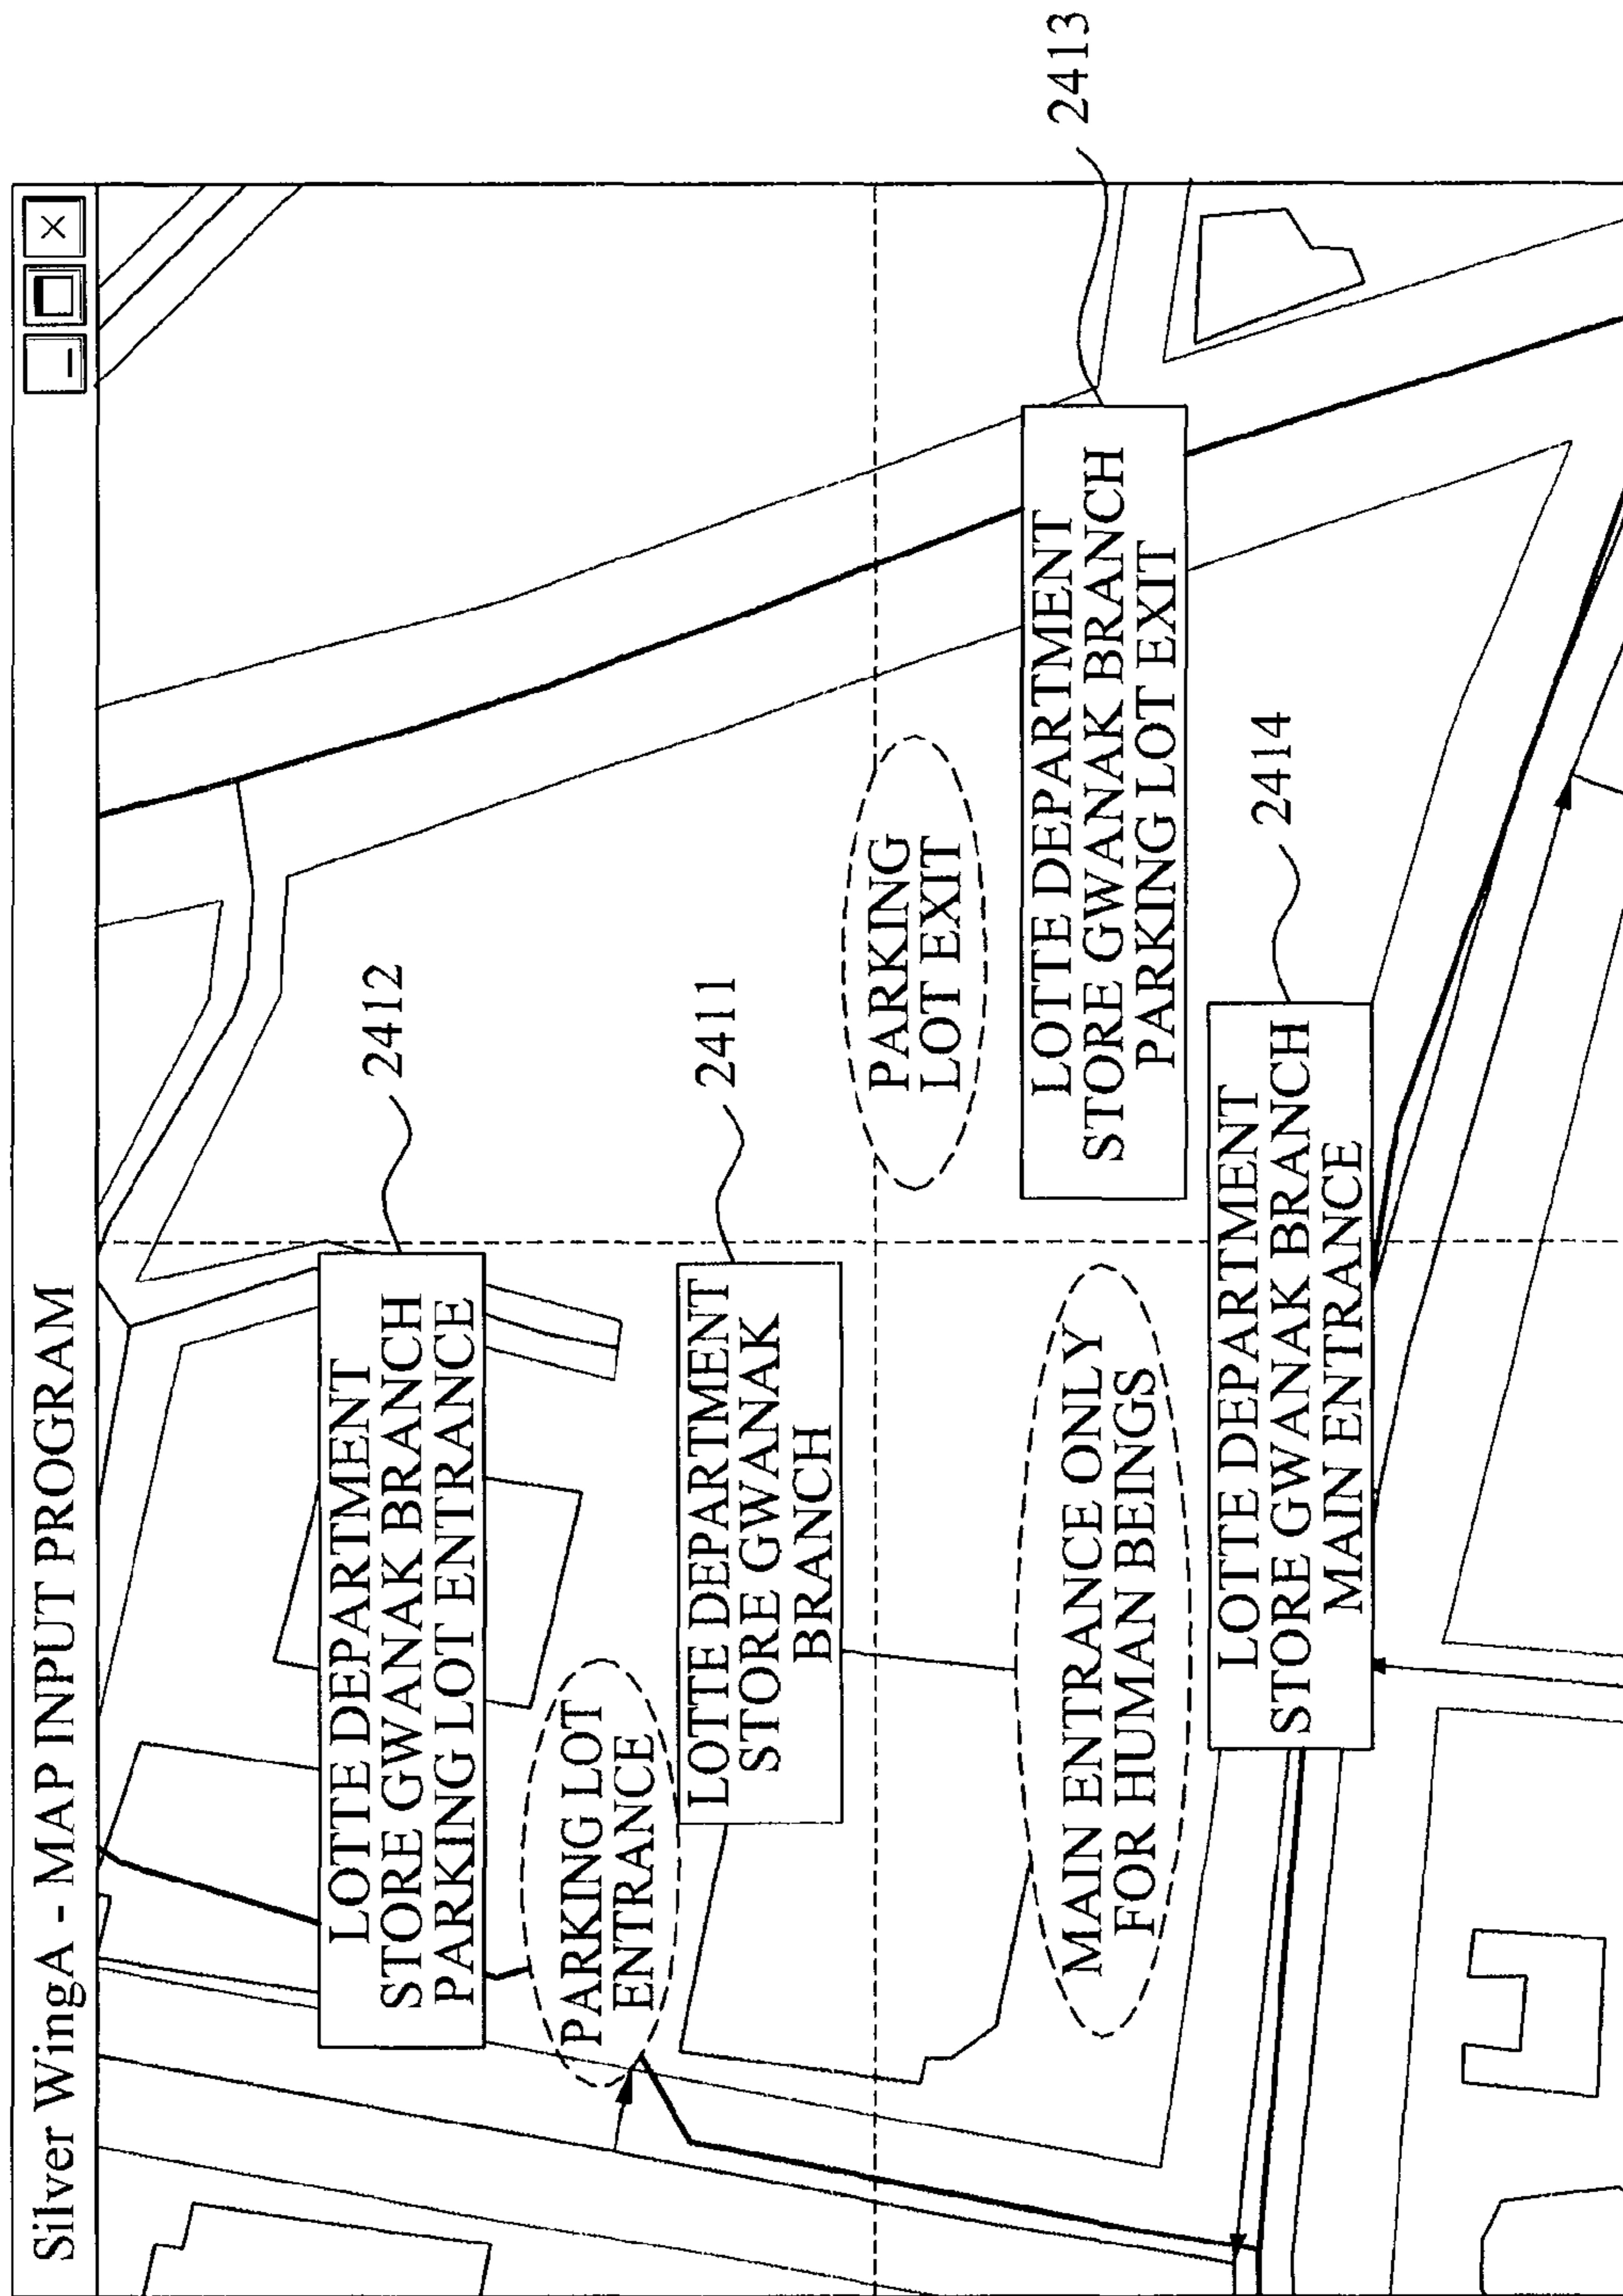 Silver WingA - MAP INPUT PROGRAM
LOTTE DEPARTMENT
STORE GWANAK BRANCH
PARKING LOT ENTRANCE
2412
PARKING LOT
ENTRANCE
LOTTE DEPARTMENT
STORE GWANAK
BRANCH
2411
PARKING
LOT EXIT
MAIN ENTRANCE ONLY
FOR HUMAN BEINGS
LOTTE DEPARTMENT
STORE GWANAK BRANCH
PARKING LOT EXIT
2413
LOTTE DEPARTMENT
STORE GWANAK BRANCH
MAIN ENTRANCE
2414